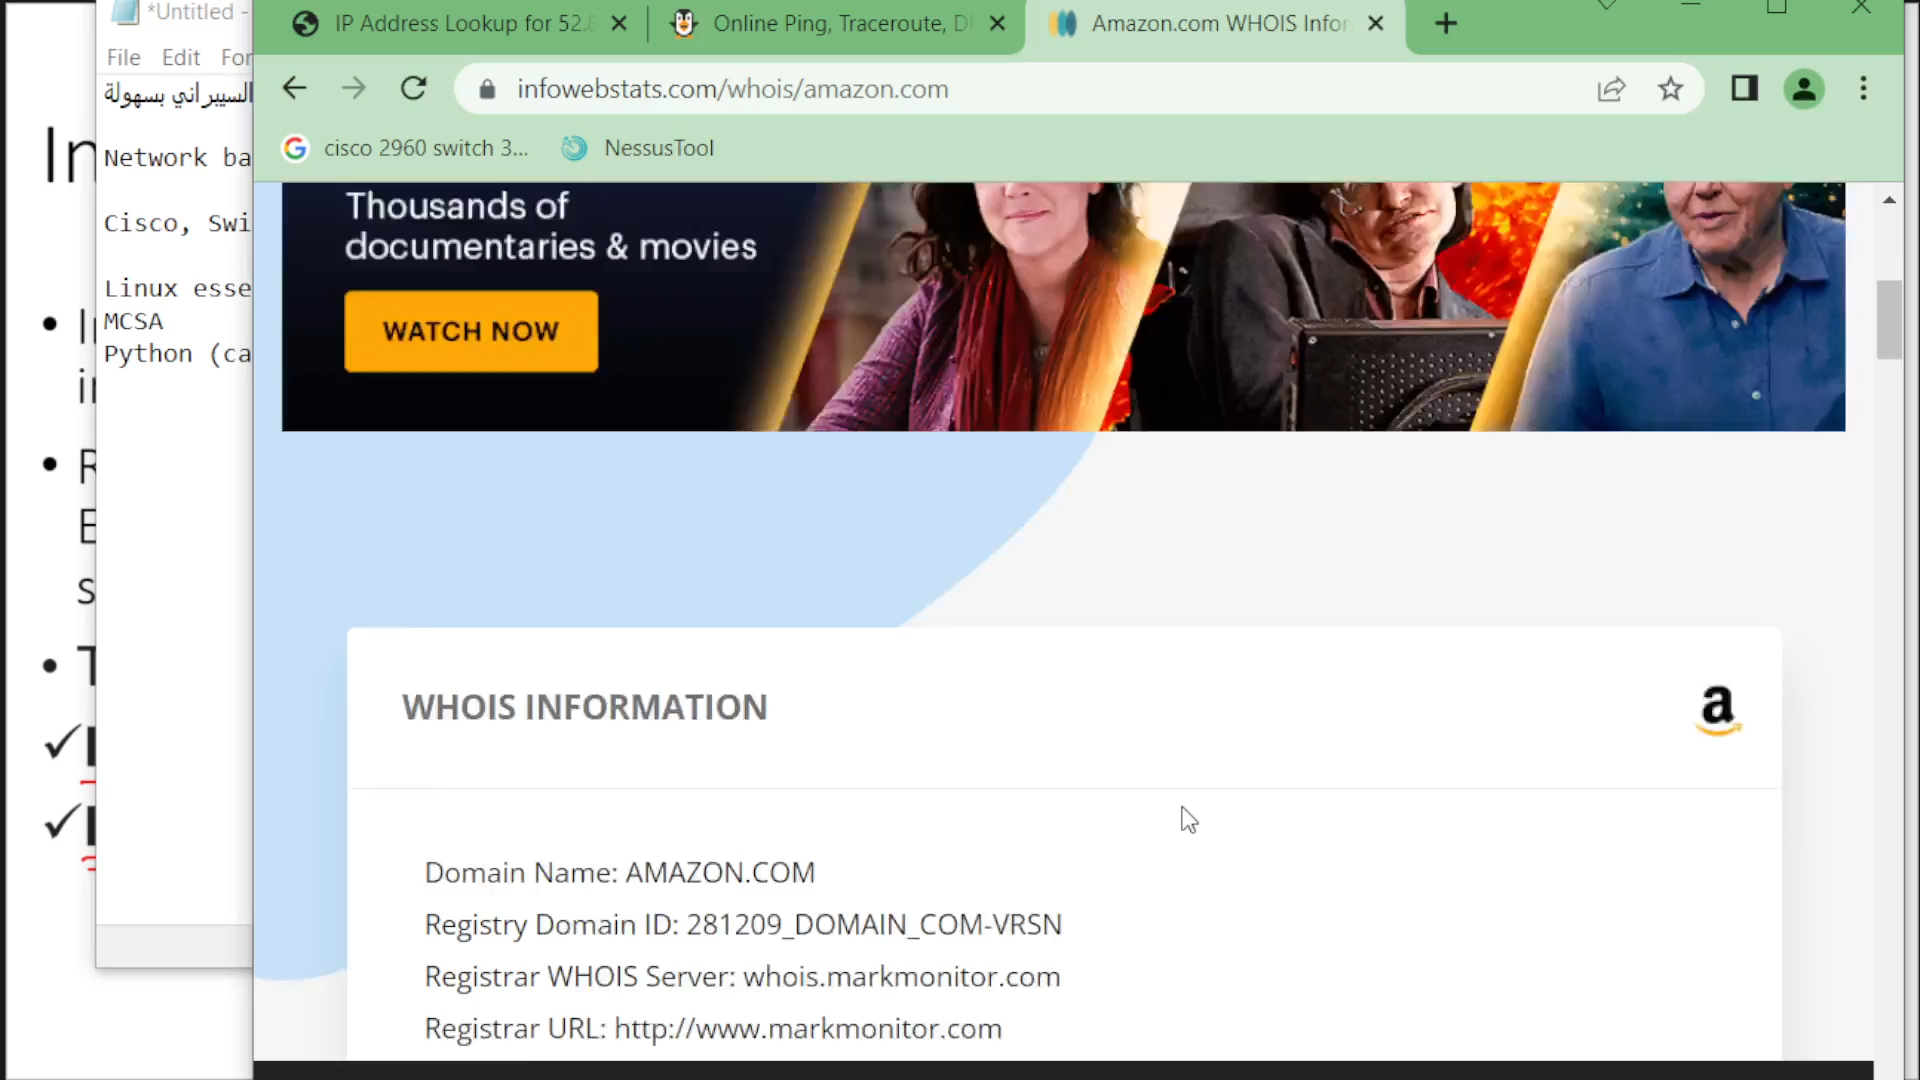 *Untitled -
File Edit For
السيبراني بسهولة
Network ba
Cisco, Swi
Linux esse
MCSA
Python (ca
In
IP Address Lookup for 52.8
Online Ping, Traceroute, D
Amazon.com WHOIS Infor
infowebstats.com/whois/amazon.com
cisco 2960 switch 3...
NessusTool
Thousands of
documentaries & movies
WATCH NOW
WHOIS INFORMATION
Domain Name: AMAZON.COM
Registry Domain ID: 281209_DOMAIN_COM-VRSN
Registrar WHOIS Server: whois.markmonitor.com
Registrar URL: http://www.markmonitor.com